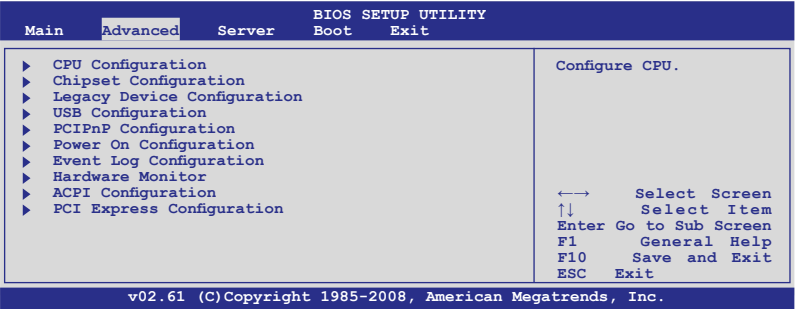 BIOS SETUP UTILITY
Main Advanced Server Boot Exit
CPU Configuration
Chipset Configuration
Legacy Device Configuration
USB Configuration
PCIPnP Configuration
Power On Configuration
Event Log Configuration
Hardware Monitor
ACPI Configuration
PCI Express Configuration
Configure CPU.
←→ Select Screen
↑↓ Select Item
Enter Go to Sub Screen
F1 General Help
F10 Save and Exit
ESC Exit
v02.61 (C)Copyright 1985-2008, American Megatrends, Inc.